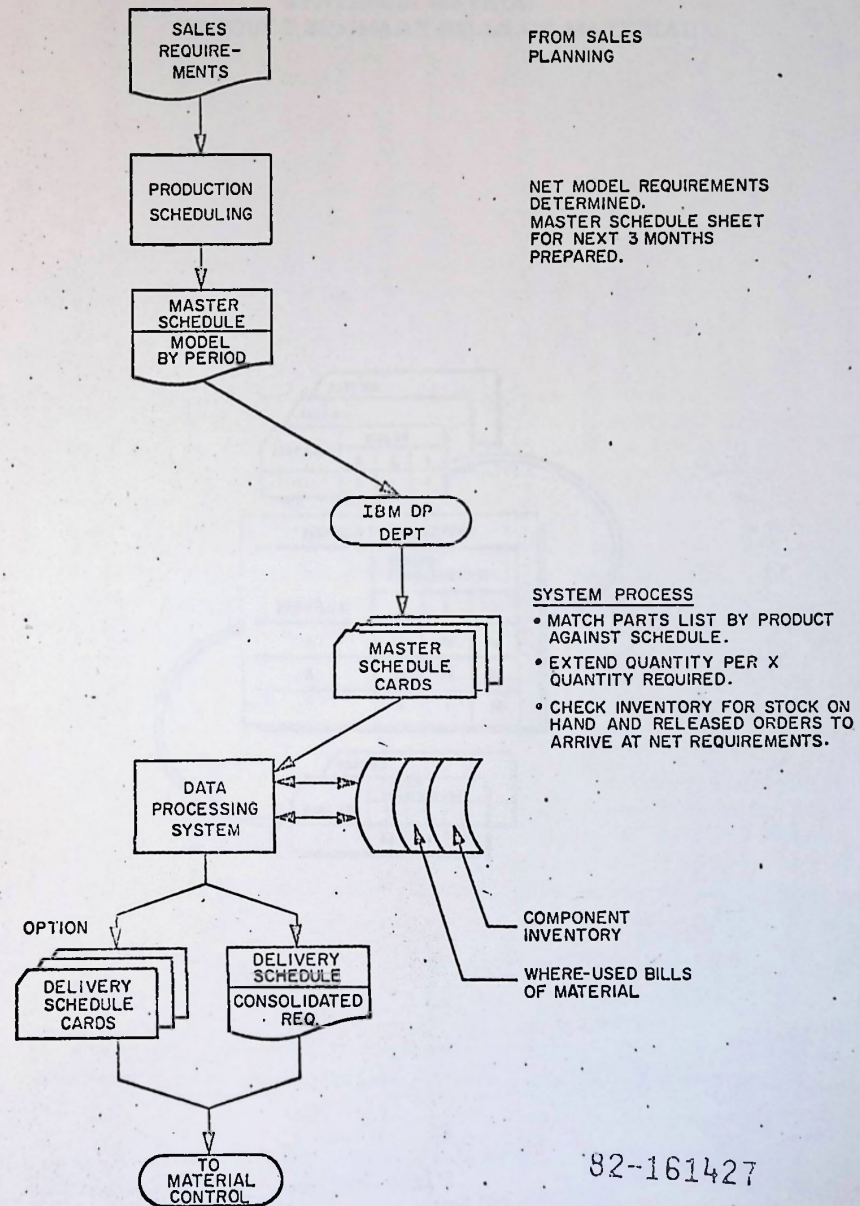 SALES
REQUIRE-
MENTS
FROM SALES
PLANNING
PRODUCTION
SCHEDULING
NET MODEL REQUIREMENTS
DETERMINED.
MASTER SCHEDULE SHEET
FOR NEXT 3 MONTHS
PREPARED.
MASTER
SCHEDULE
MODEL
BY PERIOD
IBM DP
DEPT
MASTER
SCHEDULE
CARDS
SYSTEM PROCESS
• MATCH PARTS LIST BY PRODUCT
AGAINST SCHEDULE.
• EXTEND QUANTITY PER X
QUANTITY REQUIRED.
• CHECK INVENTORY FOR STOCK ON
HAND AND RELEASED ORDERS TO
ARRIVE AT NET REQUIREMENTS.
DATA
PROCESSING
SYSTEM
COMPONENT
INVENTORY
WHERE-USED BILLS
OF MATERIAL
OPTION
DELIVERY
SCHEDULE
CARDS
DELIVERY
SCHEDULE
CONSOLIDATED
REQ.
TO
MATERIAL
CONTROL
82-161427